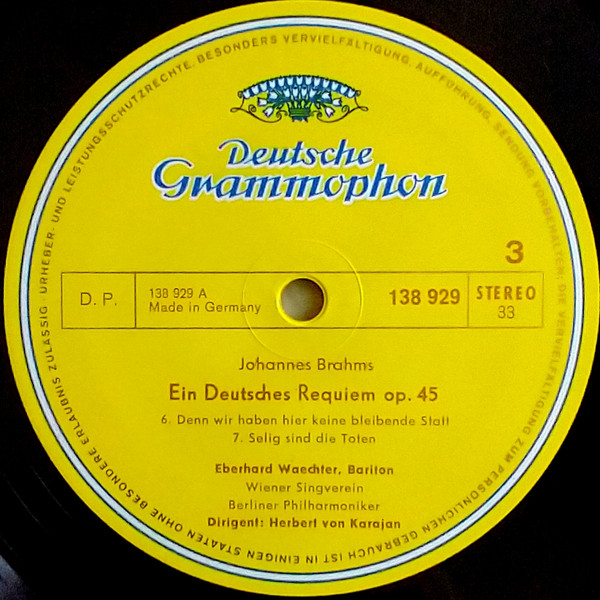 URHEBER- UND LEISTUNGSSCHUTZRECHTE, BESONDERS VERVIELFÄLTIGUNG, AUFFÜHRUNG, SENDUNG VORBEHALTEN; DIE VERVIELFÄLTIGUNG ZUM PERSÖNLICHEN GEBRAUCH IST IN EINIGEN STAATEN OHNE BESONDERE ERLAUBNIS ZULÄSSIG ·
Deutsche
Grammophon
3
D. P.
138 929 A
Made in Germany
138 929
STEREO
33
Johannes Brahms
Ein Deutsches Requiem op. 45
6. Denn wir haben hier keine bleibende Statt
7. Selig sind die Toten
Eberhard Waechter, Bariton
Wiener Singverein
Berliner Philharmoniker
Dirigent: Herbert von Karajan